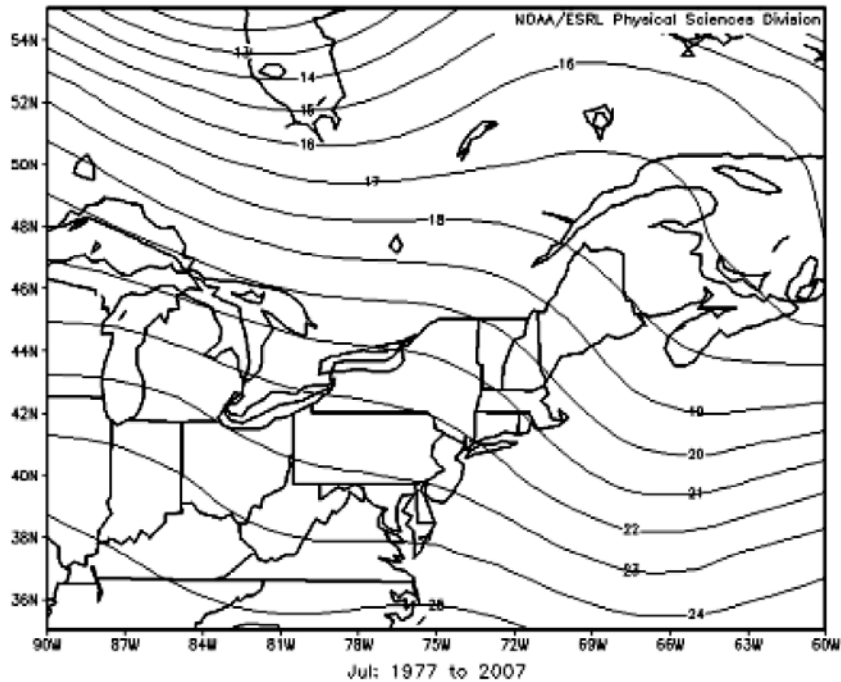 NOAA/ESRL Physical Sciences Division
54N
13
16
14
52N
15
16
50N
17
48N
18
46N
44N
42N
19
20
40N
21
22
38N
23
36N
25
24
90W 87W 84W 81W 78W 75W 72W 69W 66W 63W 60W
Jul: 1977 to 2007